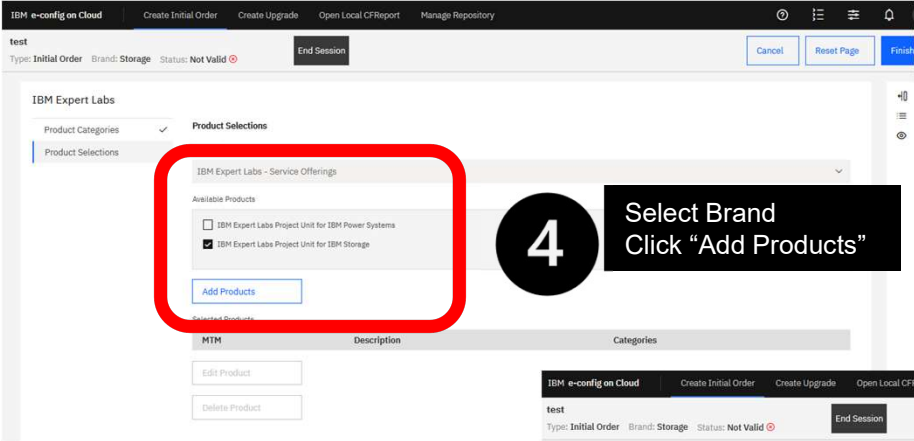 IBM e-config on Cloud Create Initial Order Create Upgrade Open Local CFReport Manage Repository
test
Type: Initial Order Brand: Storage Status: Not Valid
End Session
Cancel Reset Page Finish
IBM Expert Labs
Product Categories
Product Selections
Product Selections
IBM Expert Labs - Service Offerings
Available Products
IBM Expert Labs Project Unit for IBM Power Systems
IBM Expert Labs Project Unit for IBM Storage
Add Products
4
Select Brand
Click “Add Products”
Selected Products
MTM Description Categories
Edit Product
Delete Product
IBM e-config on Cloud Create Initial Order Create Upgrade Open Local CF
test
Type: Initial Order Brand: Storage Status: Not Valid
End Session